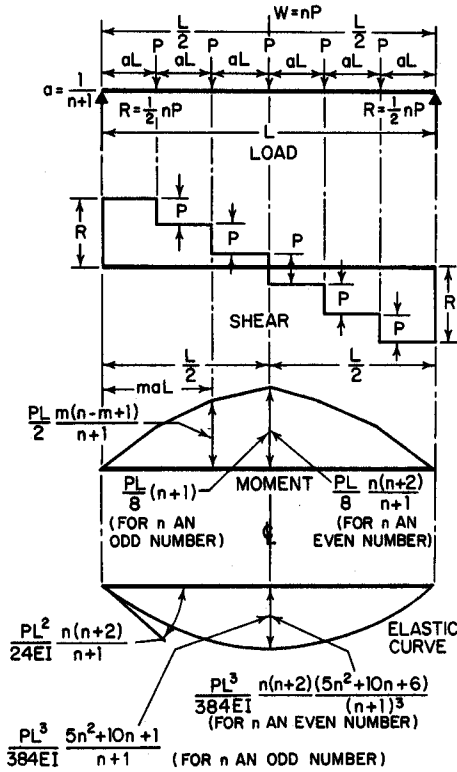 L/2 W=nP L/2
P P P P P
aL aL aL aL aL aL
a = 1/(n+1)
R = 1/2 nP R = 1/2 nP
L
LOAD
P
P P
R
P
R
P
SHEAR
L/2 L/2
maL
PL/2 m(n-m+1)/(n+1)
PL/8 (n+1) MOMENT PL/8 n(n+2)/(n+1)
(FOR n AN (FOR n AN
ODD NUMBER) ℄ EVEN NUMBER)
PL²/24EI n(n+2)/(n+1)
ELASTIC
CURVE
PL³/384EI n(n+2)(5n²+10n+6)/(n+1)³
(FOR n AN EVEN NUMBER)
PL³/384EI 5n²+10n+1/n+1 (FOR n AN ODD NUMBER)